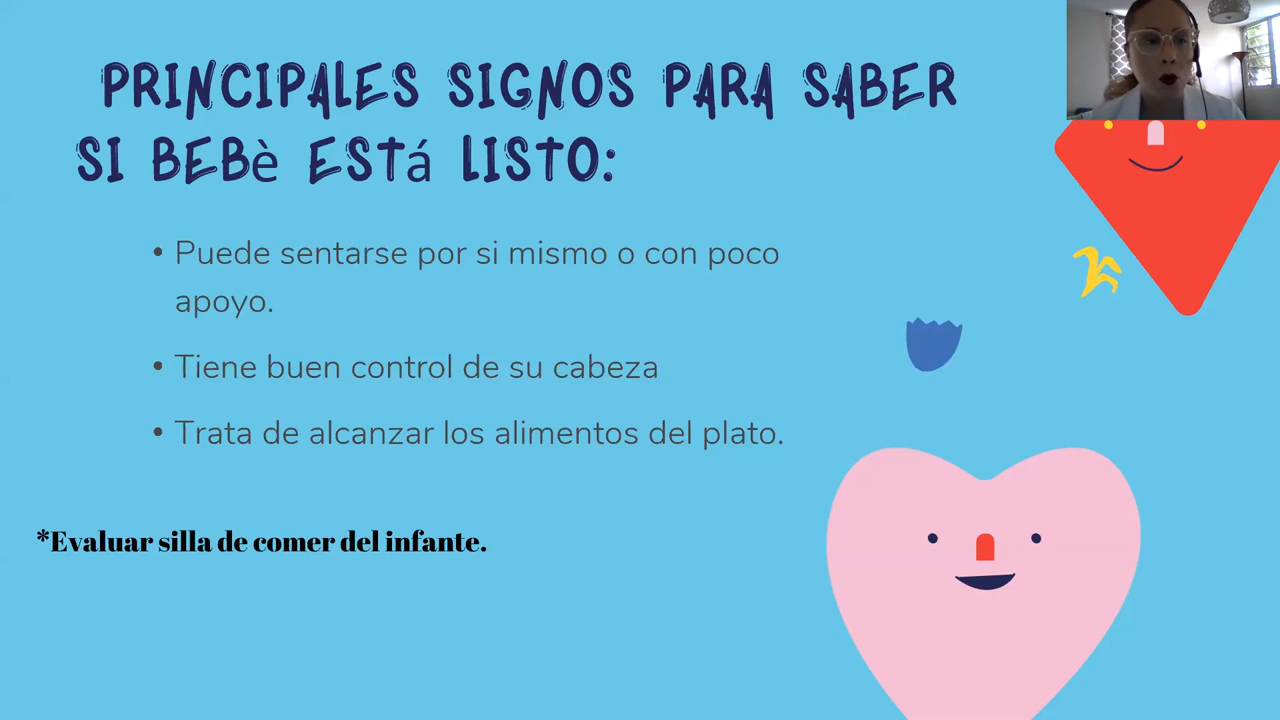 PRINCIPALES SIGNOS PARA SABER
SI BEBè ESTá LISTO:
• Puede sentarse por si mismo o con poco
apoyo.
• Tiene buen control de su cabeza
• Trata de alcanzar los alimentos del plato.
*Evaluar silla de comer del infante.